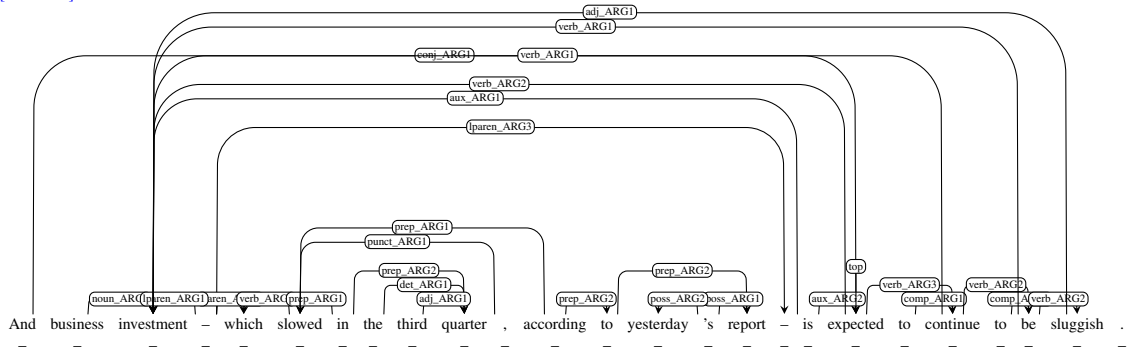 adj_ARG1
verb_ARG1
conj_ARG1 verb_ARG1
verb_ARG2
aux_ARG1
lparen_ARG3
prep_ARG1
punct_ARG1
top
prep_ARG2 prep_ARG2
det_ARG1 verb_ARG3 verb_ARG2
lparen_ARG1 verb_ARG prep_ARG1 adj_ARG1 prep_ARG2 poss_ARG2 poss_ARG1 aux_ARG2 comp_ARG1 verb_ARG2
And business investment – which slowed in the third quarter , according to yesterday 's report – is expected to continue to be sluggish .